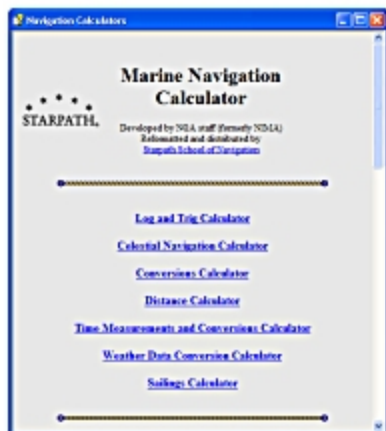 Navigation Calculators
Marine Navigation
Calculator
STARPATH®
Developed by NGA staff (formerly NIMA)
Reformatted and distributed by
Starpath School of Navigation
Log and Trig Calculator
Celestial Navigation Calculator
Conversions Calculator
Distance Calculator
Time Measurements and Conversions Calculator
Weather Data Conversion Calculator
Sailings Calculator